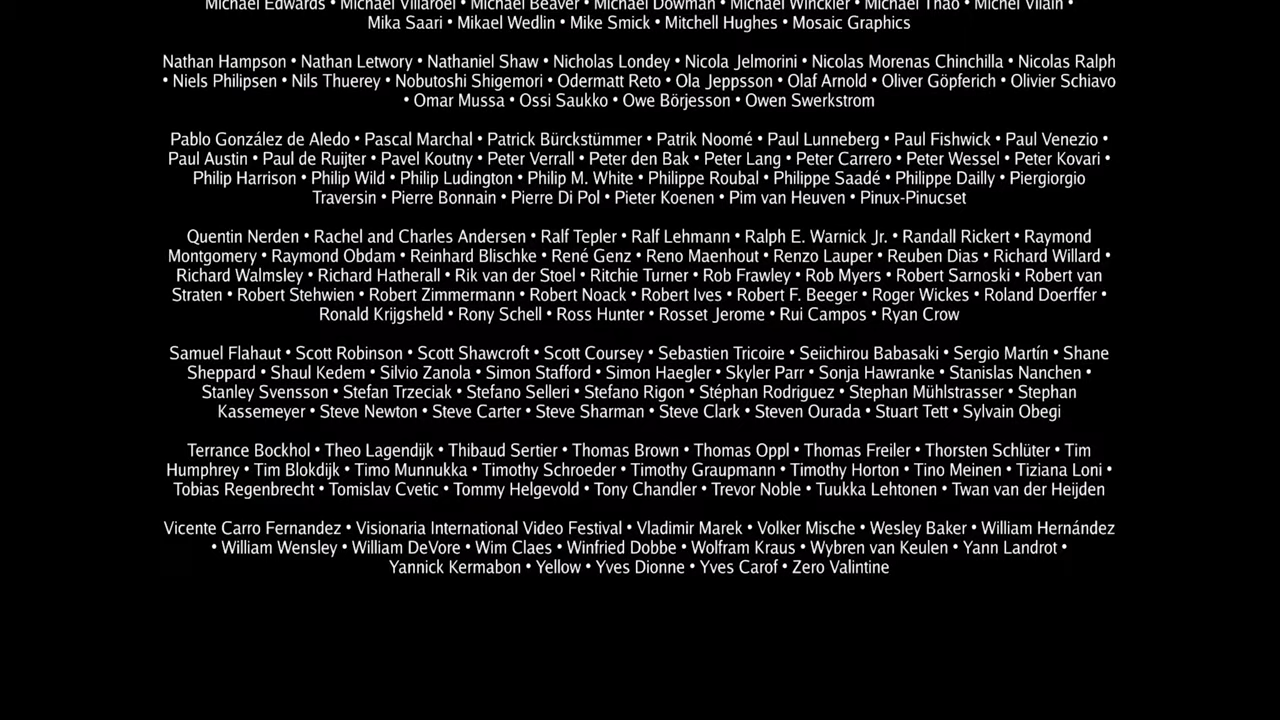 Michael Edwards • Michael Villaroel • Michael Beaver • Michael Dowman • Michael Winckler • Michael Thao • Michel Vilain •
Mika Saari • Mikael Wedlin • Mike Smick • Mitchell Hughes • Mosaic Graphics
Nathan Hampson • Nathan Letwory • Nathaniel Shaw • Nicholas Londey • Nicola Jelmorini • Nicolas Morenas Chinchilla • Nicolas Ralph
• Niels Philipsen • Nils Thuerey • Nobutoshi Shigemori • Odermatt Reto • Ola Jeppsson • Olaf Arnold • Oliver Göpferich • Olivier Schiavo
• Omar Mussa • Ossi Saukko • Owe Börjesson • Owen Swerkstrom
Pablo González de Aledo • Pascal Marchal • Patrick Bürckstümmer • Patrik Noomé • Paul Lunneberg • Paul Fishwick • Paul Venezio •
Paul Austin • Paul de Ruijter • Pavel Koutny • Peter Verrall • Peter den Bak • Peter Lang • Peter Carrero • Peter Wessel • Peter Kovari •
Philip Harrison • Philip Wild • Philip Ludington • Philip M. White • Philippe Roubal • Philippe Saadé • Philippe Dailly • Piergiorgio
Traversin • Pierre Bonnain • Pierre Di Pol • Pieter Koenen • Pim van Heuven • Pinux-Pinucset
Quentin Nerden • Rachel and Charles Andersen • Ralf Tepler • Ralf Lehmann • Ralph E. Warnick Jr. • Randall Rickert • Raymond
Montgomery • Raymond Obdam • Reinhard Blischke • René Genz • Reno Maenhout • Renzo Lauper • Reuben Dias • Richard Willard •
Richard Walmsley • Richard Hatherall • Rik van der Stoel • Ritchie Turner • Rob Frawley • Rob Myers • Robert Sarnoski • Robert van
Straten • Robert Stehwien • Robert Zimmermann • Robert Noack • Robert Ives • Robert F. Beeger • Roger Wickes • Roland Doerffer •
Ronald Krijgsheld • Rony Schell • Ross Hunter • Rosset Jerome • Rui Campos • Ryan Crow
Samuel Flahaut • Scott Robinson • Scott Shawcroft • Scott Coursey • Sebastien Tricoire • Seiichirou Babasaki • Sergio Martín • Shane
Sheppard • Shaul Kedem • Silvio Zanola • Simon Stafford • Simon Haegler • Skyler Parr • Sonja Hawranke • Stanislas Nanchen •
Stanley Svensson • Stefan Trzeciak • Stefano Selleri • Stefano Rigon • Stéphan Rodriguez • Stephan Mühlstrasser • Stephan
Kassemeyer • Steve Newton • Steve Carter • Steve Sharman • Steve Clark • Steven Ourada • Stuart Tett • Sylvain Obegi
Terrance Bockhol • Theo Lagendijk • Thibaud Sertier • Thomas Brown • Thomas Oppl • Thomas Freiler • Thorsten Schlüter • Tim
Humphrey • Tim Blokdijk • Timo Munnukka • Timothy Schroeder • Timothy Graupmann • Timothy Horton • Tino Meinen • Tiziana Loni •
Tobias Regenbrecht • Tomislav Cvetic • Tommy Helgevold • Tony Chandler • Trevor Noble • Tuukka Lehtonen • Twan van der Heijden
Vicente Carro Fernandez • Visionaria International Video Festival • Vladimir Marek • Volker Mische • Wesley Baker • William Hernández
• William Wensley • William DeVore • Wim Claes • Winfried Dobbe • Wolfram Kraus • Wybren van Keulen • Yann Landrot •
Yannick Kermabon • Yellow • Yves Dionne • Yves Carof • Zero Valintine